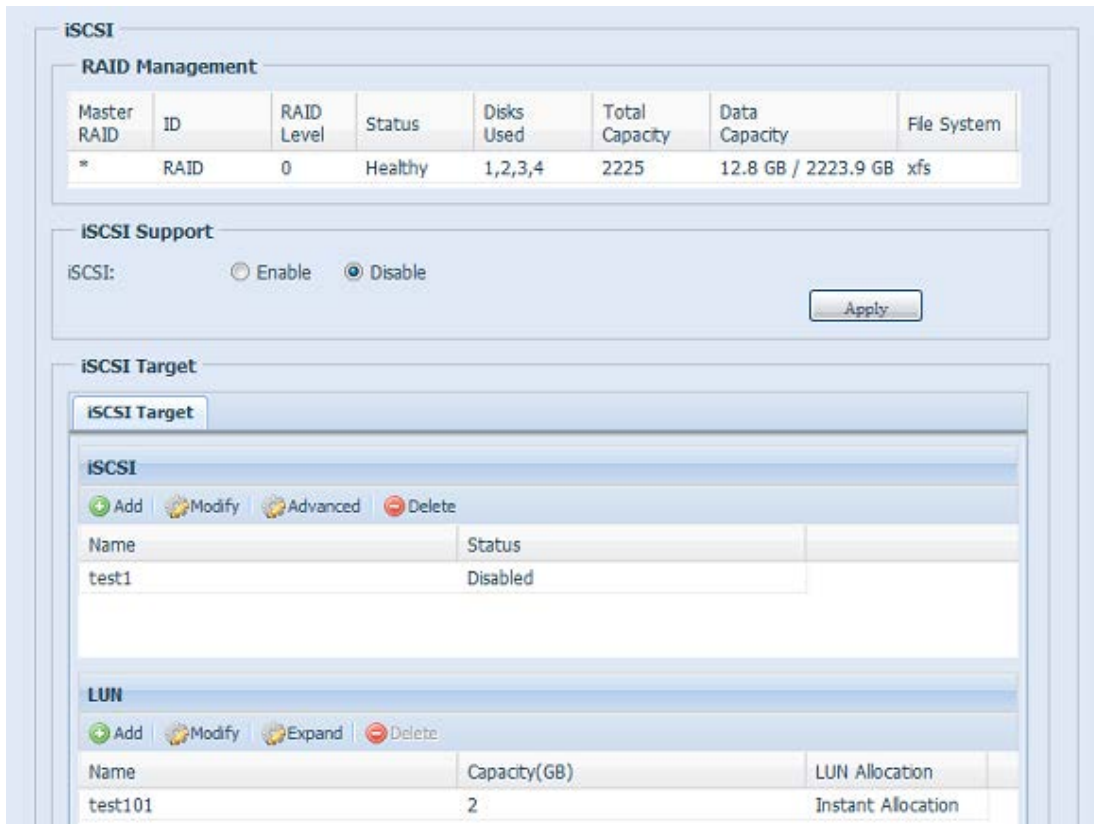 iSCSI
RAID Management
Master RAID ID RAID Level Status Disks Used Total Capacity Data Capacity File System
* RAID 0 Healthy 1,2,3,4 2225 12.8 GB / 2223.9 GB xfs
iSCSI Support
iSCSI: Enable Disable
Apply
iSCSI Target
iSCSI Target
iSCSI
Add Modify Advanced Delete
Name Status
test1 Disabled
LUN
Add Modify Expand Delete
Name Capacity(GB) LUN Allocation
test101 2 Instant Allocation